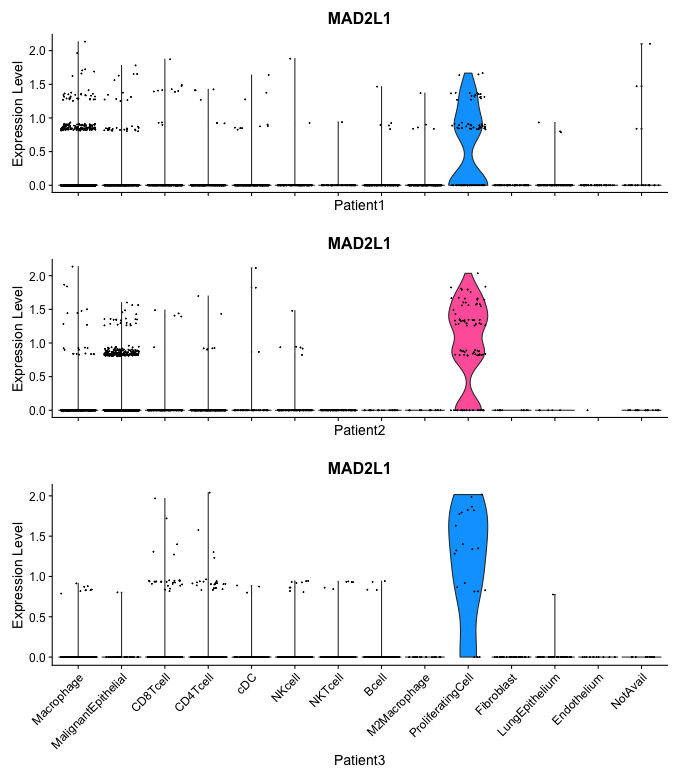 MAD2L1
Expression Level
2.0
1.5
1.0
0.5
0.0
Patient1
MAD2L1
Expression Level
2.0
1.5
1.0
0.5
0.0
Patient2
MAD2L1
Expression Level
2.0
1.5
1.0
0.5
0.0
Macrophage
MalignantEpithelial
CD8Tcell
CD4Tcell
cDC
NKcell
NKTcell
Bcell
M2Macrophage
ProliferatingCell
Fibroblast
LungEpithelium
Endothelium
NotAvail
Patient3